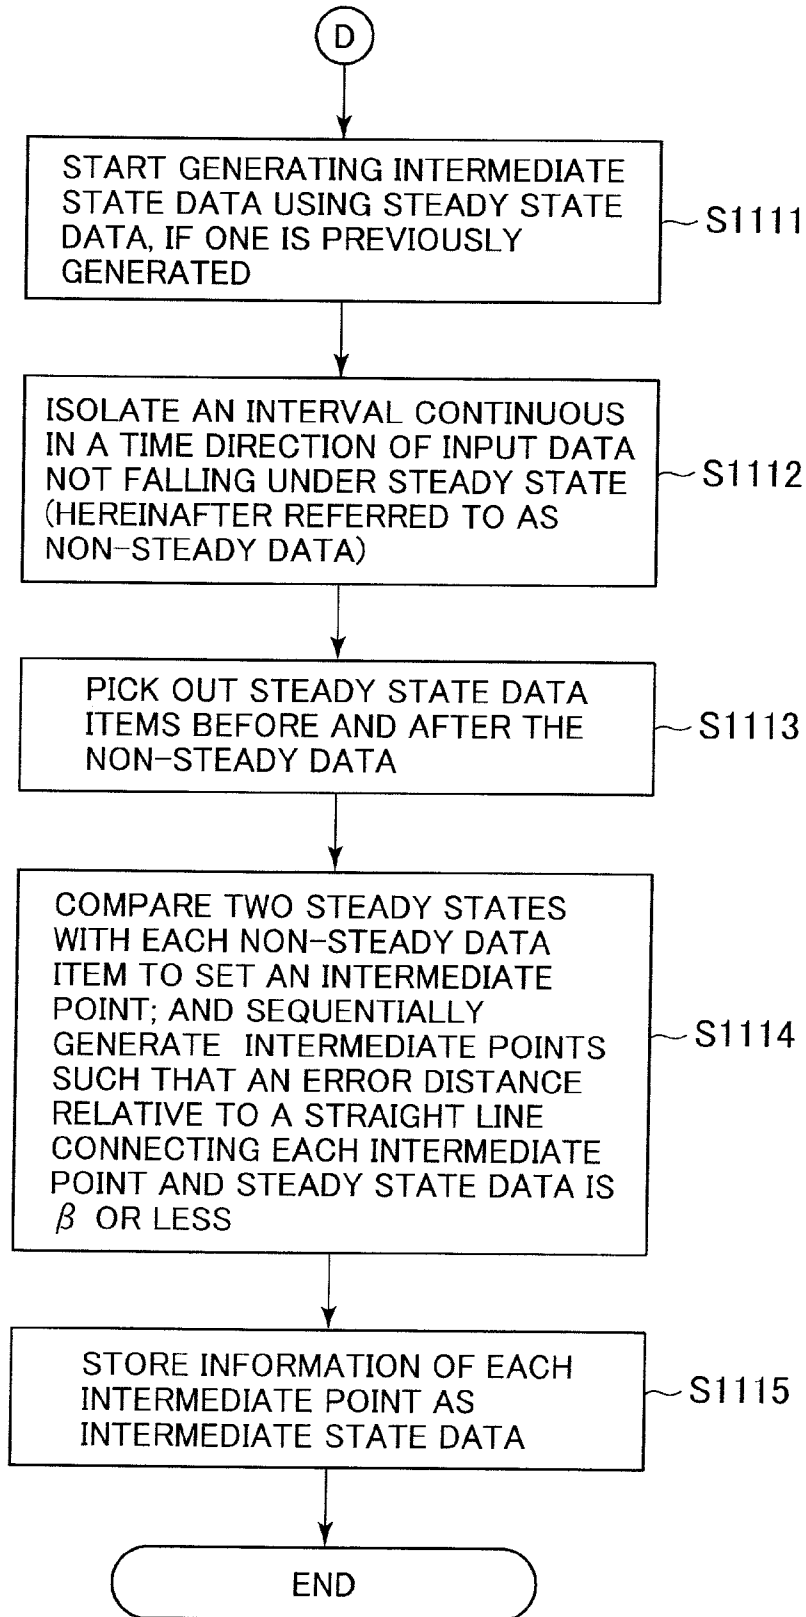 D
START GENERATING INTERMEDIATE
STATE DATA USING STEADY STATE
DATA, IF ONE IS PREVIOUSLY
GENERATED
S1111
ISOLATE AN INTERVAL CONTINUOUS
IN A TIME DIRECTION OF INPUT DATA
NOT FALLING UNDER STEADY STATE
(HEREINAFTER REFERRED TO AS
NON-STEADY DATA)
S1112
PICK OUT STEADY STATE DATA
ITEMS BEFORE AND AFTER THE
NON-STEADY DATA
S1113
COMPARE TWO STEADY STATES
WITH EACH NON-STEADY DATA
ITEM TO SET AN INTERMEDIATE
POINT; AND SEQUENTIALLY
GENERATE INTERMEDIATE POINTS
SUCH THAT AN ERROR DISTANCE
RELATIVE TO A STRAIGHT LINE
CONNECTING EACH INTERMEDIATE
POINT AND STEADY STATE DATA IS
β OR LESS
S1114
STORE INFORMATION OF EACH
INTERMEDIATE POINT AS
INTERMEDIATE STATE DATA
S1115
END